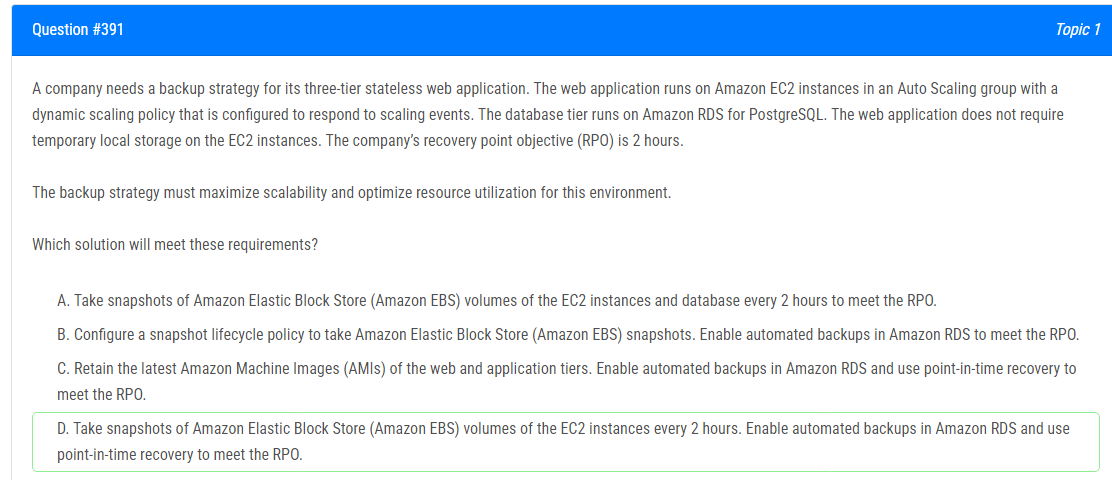 Question #391
Topic 1
A company needs a backup strategy for its three-tier stateless web application. The web application runs on Amazon EC2 instances in an Auto Scaling group with a
dynamic scaling policy that is configured to respond to scaling events. The database tier runs on Amazon RDS for PostgreSQL. The web application does not require
temporary local storage on the EC2 instances. The company's recovery point objective (RPO) is 2 hours.
The backup strategy must maximize scalability and optimize resource utilization for this environment.
Which solution will meet these requirements?
A. Take snapshots of Amazon Elastic Block Store (Amazon EBS) volumes of the EC2 instances and database every 2 hours to meet the RPO.
B. Configure a snapshot lifecycle policy to take Amazon Elastic Block Store (Amazon EBS) snapshots. Enable automated backups in Amazon RDS to meet the RPO.
C. Retain the latest Amazon Machine Images (AMIs) of the web and application tiers. Enable automated backups in Amazon RDS and use point-in-time recovery to
meet the RPO.
D. Take snapshots of Amazon Elastic Block Store (Amazon EBS) volumes of the EC2 instances every 2 hours. Enable automated backups in Amazon RDS and use
point-in-time recovery to meet the RPO.